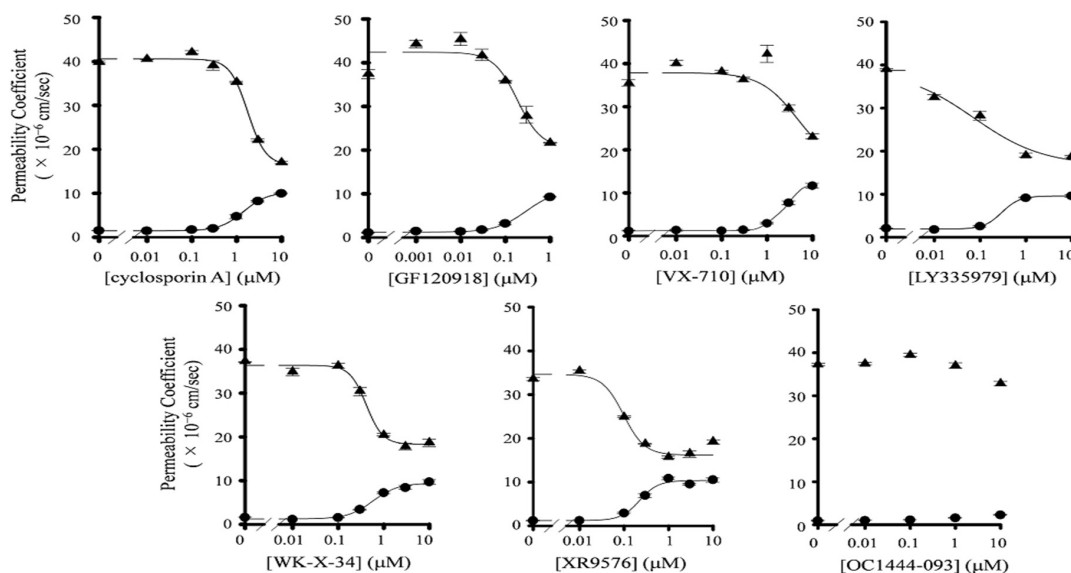 Permeability Coefficient
( × 10⁻⁶ cm/sec)
50
40
30
20
10
0
0 0.01 0.1 1 10
[cyclosporin A] (μM)
50
40
30
20
10
0
0 0.001 0.01 0.1 1
[GF120918] (μM)
50
40
30
20
10
0
0 0.01 0.1 1 10
[VX-710] (μM)
50
40
30
20
10
0
0 0.01 0.1 1 10
[LY335979] (μM)
Permeability Coefficient
( × 10⁻⁶ cm/sec)
50
40
30
20
10
0
0 0.01 0.1 1 10
[WK-X-34] (μM)
50
40
30
20
10
0
0 0.01 0.1 1 10
[XR9576] (μM)
50
40
30
20
10
0
0 0.01 0.1 1 10
[OC1444-093] (μM)